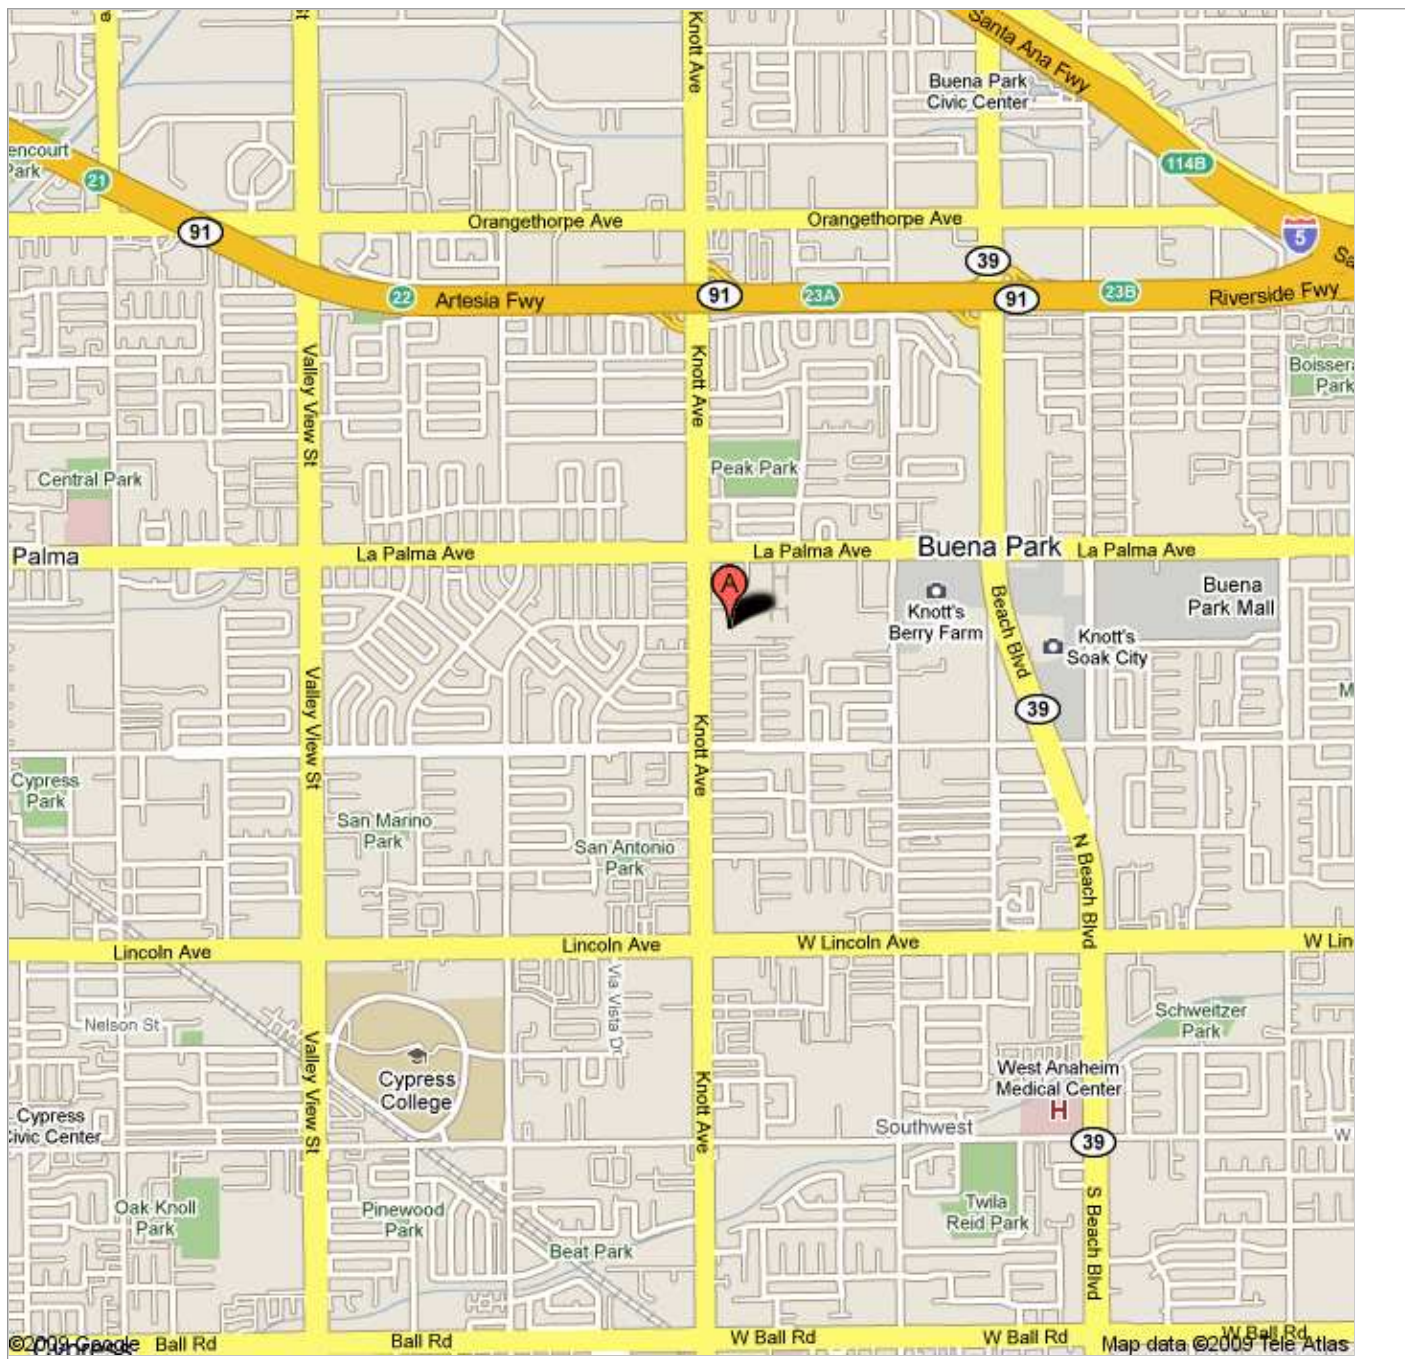 Knott Ave
Santa Ana Fwy
Buena Park
Civic Center
encourt
Park
21
114B
91
Orangethorpe Ave
Orangethorpe Ave
5
39
22
Artesia Fwy
91
23A
91
23B
Riverside Fwy
Valley View St
Knott Ave
Boissera
Park
Central Park
Peak Park
Palma
La Palma Ave
La Palma Ave
Buena Park
La Palma Ave
A
Knott's
Berry Farm
Beach Blvd
Buena
Park Mall
Knott's
Soak City
Valley View St
Knott Ave
39
M
Cypress
Park
San Marino
Park
San Antonio
Park
N Beach Blvd
Lincoln Ave
Lincoln Ave
W Lincoln Ave
W Lin
Via Vista Dr
Nelson St
Schweitzer
Park
Valley View St
Cypress
College
Knott Ave
West Anaheim
Medical Center
H
Cypress
Civic Center
Southwest
39
W
Oak Knoll
Park
Pinewood
Park
Twila
Reid Park
S Beach Blvd
Beat Park
©2009 Google
Cypress
Ball Rd
Ball Rd
W Ball Rd
W Ball Rd
W Ball Rd
Map data ©2009 Tele Atlas